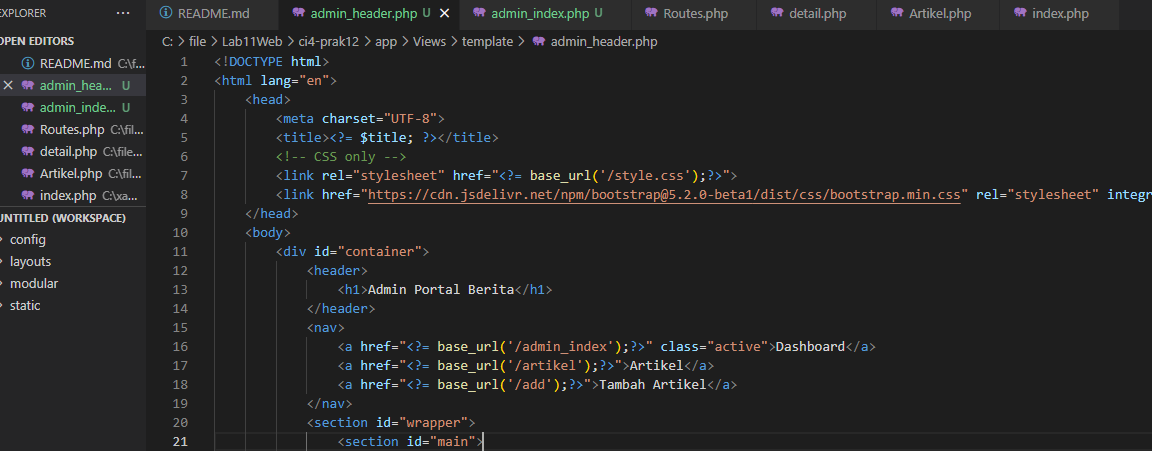 EXPLORER ···
README.md
admin_header.php U
admin_index.php U
Routes.php
detail.php
Artikel.php
index.php
C: > file > Lab11Web > ci4-prak12 > app > Views > template > admin_header.php
OPEN EDITORS
README.md C:\f...
admin_hea... U
admin_inde... U
Routes.php C:\fil...
detail.php C:\file...
Artikel.php C:\fil...
index.php C:\xa...
UNTITLED (WORKSPACE)
config
layouts
modular
static
1 <!DOCTYPE html>
2 <html lang="en">
3 <head>
4 <meta charset="UTF-8">
5 <title><?= $title; ?></title>
6 <!-- CSS only -->
7 <link rel="stylesheet" href="<?= base_url('/style.css');?>">
8 <link href="https://cdn.jsdelivr.net/npm/bootstrap@5.2.0-beta1/dist/css/bootstrap.min.css" rel="stylesheet" integr
9 </head>
10 <body>
11 <div id="container">
12 <header>
13 <h1>Admin Portal Berita</h1>
14 </header>
15 <nav>
16 <a href="<?= base_url('/admin_index');?>" class="active">Dashboard</a>
17 <a href="<?= base_url('/artikel');?>">Artikel</a>
18 <a href="<?= base_url('/add');?>">Tambah Artikel</a>
19 </nav>
20 <section id="wrapper">
21 <section id="main">